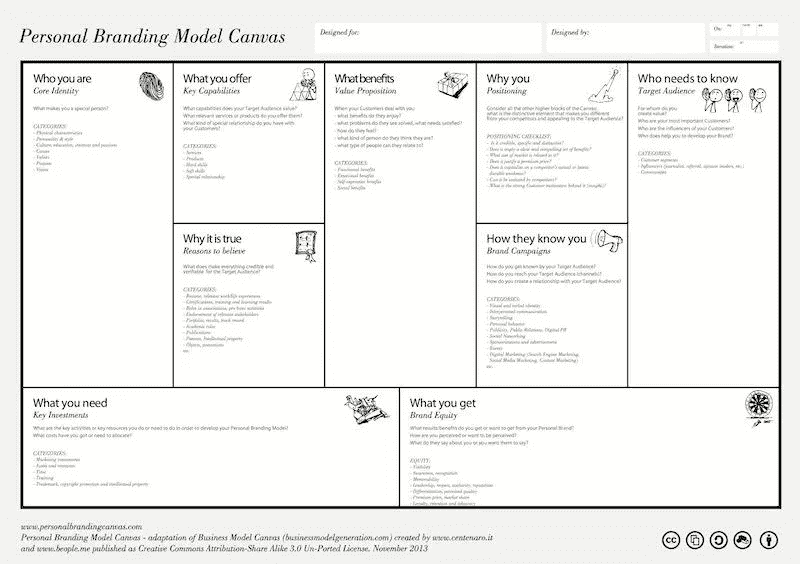 Personal Branding Model Canvas
Designed for:
Designed by:
On:
Iteration:
Who you are
Core Identity
What makes you a special person?
CATEGORIES:
- Physical characteristics
- Personality & style
- Culture, education, creeness and passions
- Values
- Purpose
- Vision
What you offer
Key Capabilities
What capabilities does your Target Audience value?
What relevant services or products do you offer them?
What kind of special relationship do you have with
your Customers?
CATEGORIES:
- Services
- Products
- Hard skills
- Soft skills
- Special relationship
What benefits
Value Proposition
When your Customers deal with you
- what benefits do they enjoy?
- what problems do they see solved, what needs satisfied?
- how do they feel?
- what kind of person do they think they are?
- what type of people can they relate to?
CATEGORIES:
- Functional benefits
- Emotional benefits
- Self-expressive benefits
- Social benefits
Why you
Positioning
Consider all the other higher blocks of the Canvas:
what is the distinctive element that makes you different
from your competitors and appealing to the Target Audience?
POSITIONING CHECKLIST:
- Is it credible, specific and distinctive?
- Does it imply a clear and compelling set of benefits?
- What use of market is related to it?
- Does it justify a premium price?
- Does it capitalize on a competitor's actual or future
durable weakness?
- Can it be imitated by competitors?
- What is the strong Customer motivation behind it (insight)?
Who needs to know
Target Audience
For whom do you
create value?
Who are your most important Customers?
Who are the influencers of your Customers?
Who does help you to develop your Brand?
CATEGORIES:
- Customer segments
- Influencers (journalist, referral, opinion leaders, etc.)
- Communities
Why it is true
Reasons to believe
What does make everything credible and
verifiable for the Target Audience?
CATEGORIES:
- Resume, relevant work/life experiences
- Certifications, training and learning results
- Roles in associations, pro bono activities
- Endorsement of relevant stakeholders
- Portfolio, results, track record
- Academic roles
- Publications
- Patents, Intellectual property
- Objects, possessions
etc.
How they know you
Brand Campaigns
How do you get known by your Target Audience?
How do you reach your Target Audience (channels)?
How do you create a relationship with your Target Audience?
CATEGORIES:
- Visual and verbal identity
- Interpersonal communication
- Storytelling
- Personal behavior
- Publicity, Public Relations, Digital PR
- Social Networking
- Sponsorizations and advertisements
- Events
- Digital Marketing (Search Engine Marketing,
Social Media Marketing, Content Marketing)
etc.
What you need
Key Investments
What are the key activities or key resources you do or need to do in order to develop your Personal Branding Model?
What costs have you got or need to allocate?
CATEGORIES:
- Marketing investments
- Tools and resources
- Time
- Training
- Trademark, copyright protection and intellectual property
What you get
Brand Equity
What results/benefits do you get or want to get from your Personal Brand?
How are you perceived or want to be perceived?
What do they say about you or you want them to say?
EQUITY:
- Visibility
- Awareness, recognition
- Memorability
- Leadership, respect, authority, reputation
- Differentiation, perceived quality
- Premium price, market share
- Loyalty, retention and advocacy
www.personalbrandingcanvas.com
Personal Branding Model Canvas - adaptation of Business Model Canvas (businessmodelgeneration.com) created by www.centenaro.it
and www.beople.me published as Creative Commons Attribution-Share Alike 3.0 Un-Ported License. November 2013